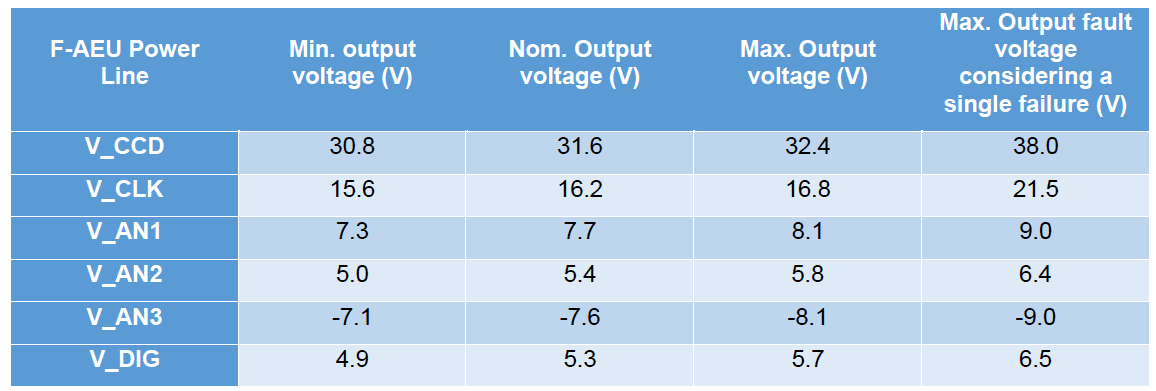 F-AEU Power
Line
Min. output
voltage (V)
Nom. Output
voltage (V)
Max. Output
voltage (V)
Max. Output fault
voltage
considering a
single failure (V)
V_CCD 30.8 31.6 32.4 38.0
V_CLK 15.6 16.2 16.8 21.5
V_AN1 7.3 7.7 8.1 9.0
V_AN2 5.0 5.4 5.8 6.4
V_AN3 -7.1 -7.6 -8.1 -9.0
V_DIG 4.9 5.3 5.7 6.5